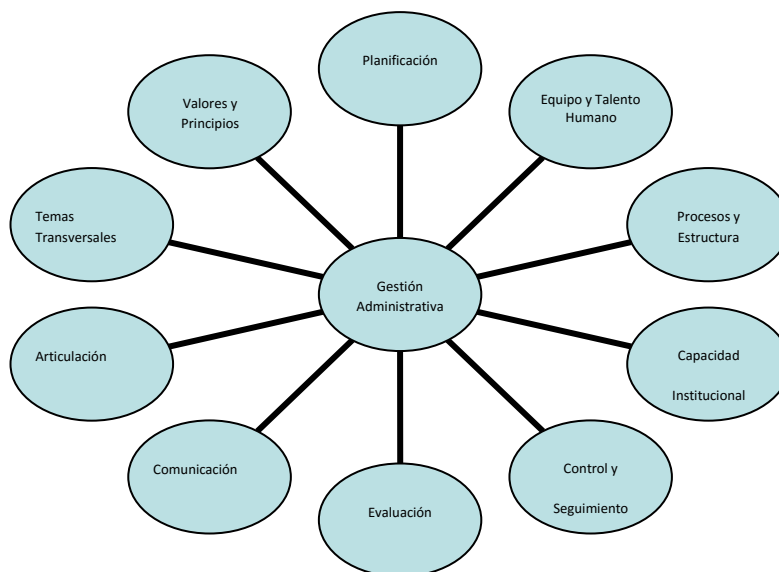 Planificación
Valores y
Principios
Equipo y Talento
Humano
Temas
Transversales
Procesos y
Estructura
Gestión
Administrativa
Articulación
Capacidad
Institucional
Comunicación
Control y
Seguimiento
Evaluación